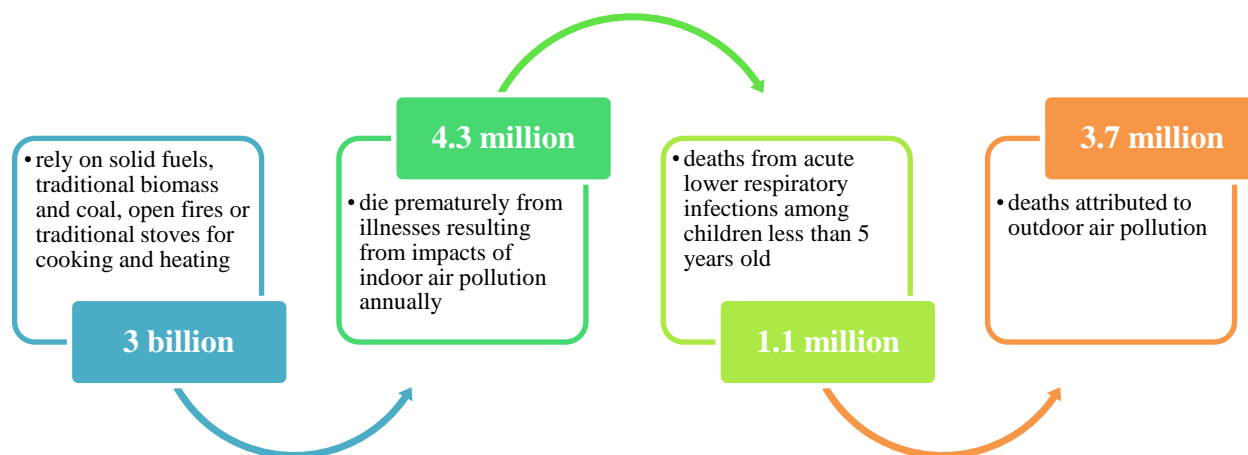 • rely on solid fuels,
traditional biomass
and coal, open fires or
traditional stoves for
cooking and heating
3 billion
4.3 million
• die prematurely from
illnesses resulting
from impacts of
indoor air pollution
annually
• deaths from acute
lower respiratory
infections among
children less than 5
years old
1.1 million
3.7 million
• deaths attributed to
outdoor air pollution